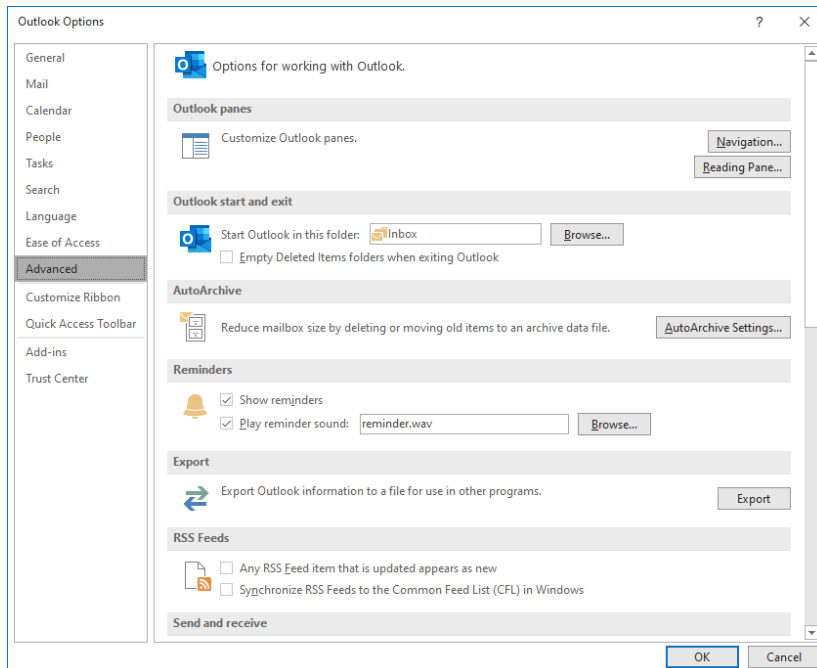 Outlook Options
?
General
Mail
Calendar
People
Tasks
Search
Language
Ease of Access
Advanced
Customize Ribbon
Quick Access Toolbar
Add-ins
Trust Center
Options for working with Outlook.
Outlook panes
Customize Outlook panes.
Navigation...
Reading Pane...
Outlook start and exit
Start Outlook in this folder: Inbox Browse...
Empty Deleted Items folders when exiting Outlook
AutoArchive
Reduce mailbox size by deleting or moving old items to an archive data file. AutoArchive Settings...
Reminders
Show reminders
Play reminder sound: reminder.wav Browse...
Export
Export Outlook information to a file for use in other programs.
Export
RSS Feeds
Any RSS Feed item that is updated appears as new
Synchronize RSS Feeds to the Common Feed List (CFL) in Windows
Send and receive
OK Cancel